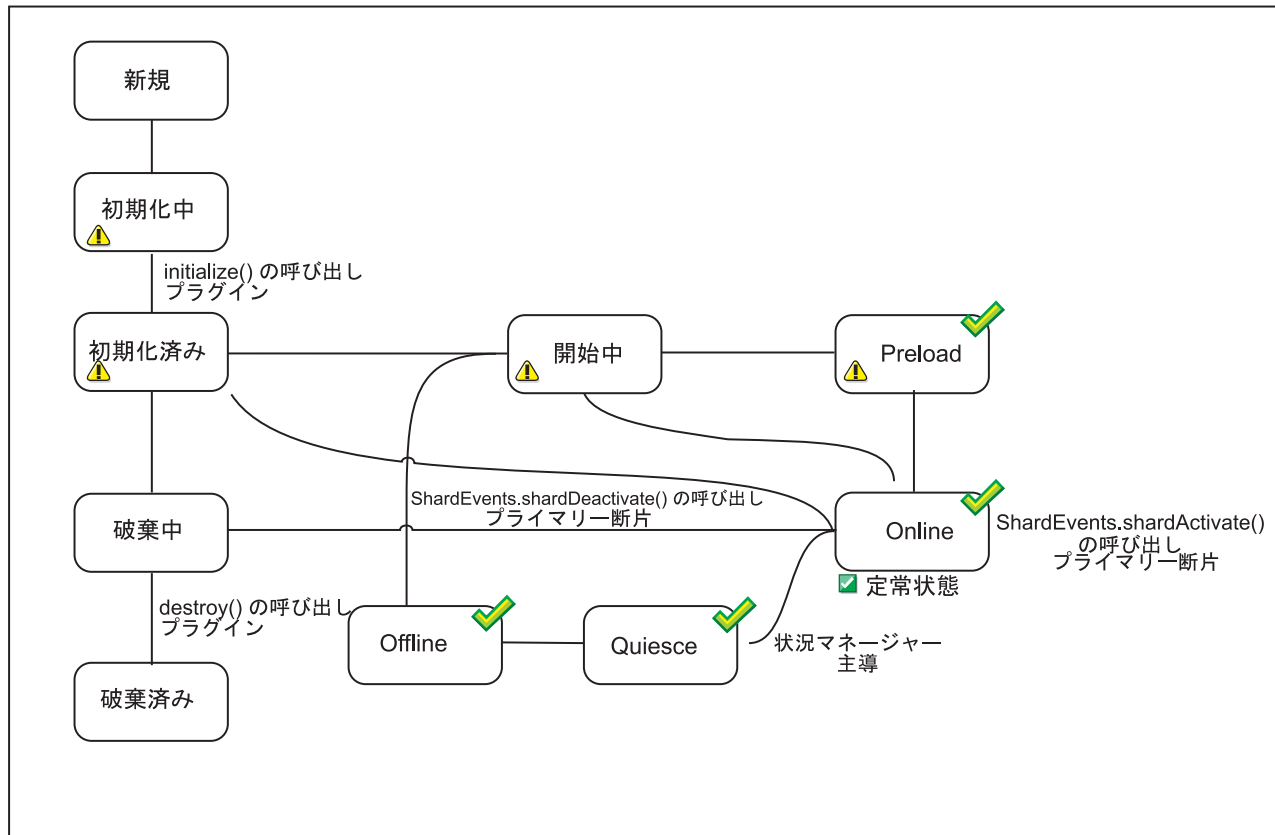 新規
初期化中
initialize() の呼び出し
プラグイン
初期化済み
開始中
Preload
ShardEvents.shardDeactivate() の呼び出し
プライマリー断片
破棄中
Online
ShardEvents.shardActivate()
の呼び出し
プライマリー断片
定常状態
destroy() の呼び出し
プラグイン
Offline
Quiesce
状況マネージャー
主導
破棄済み